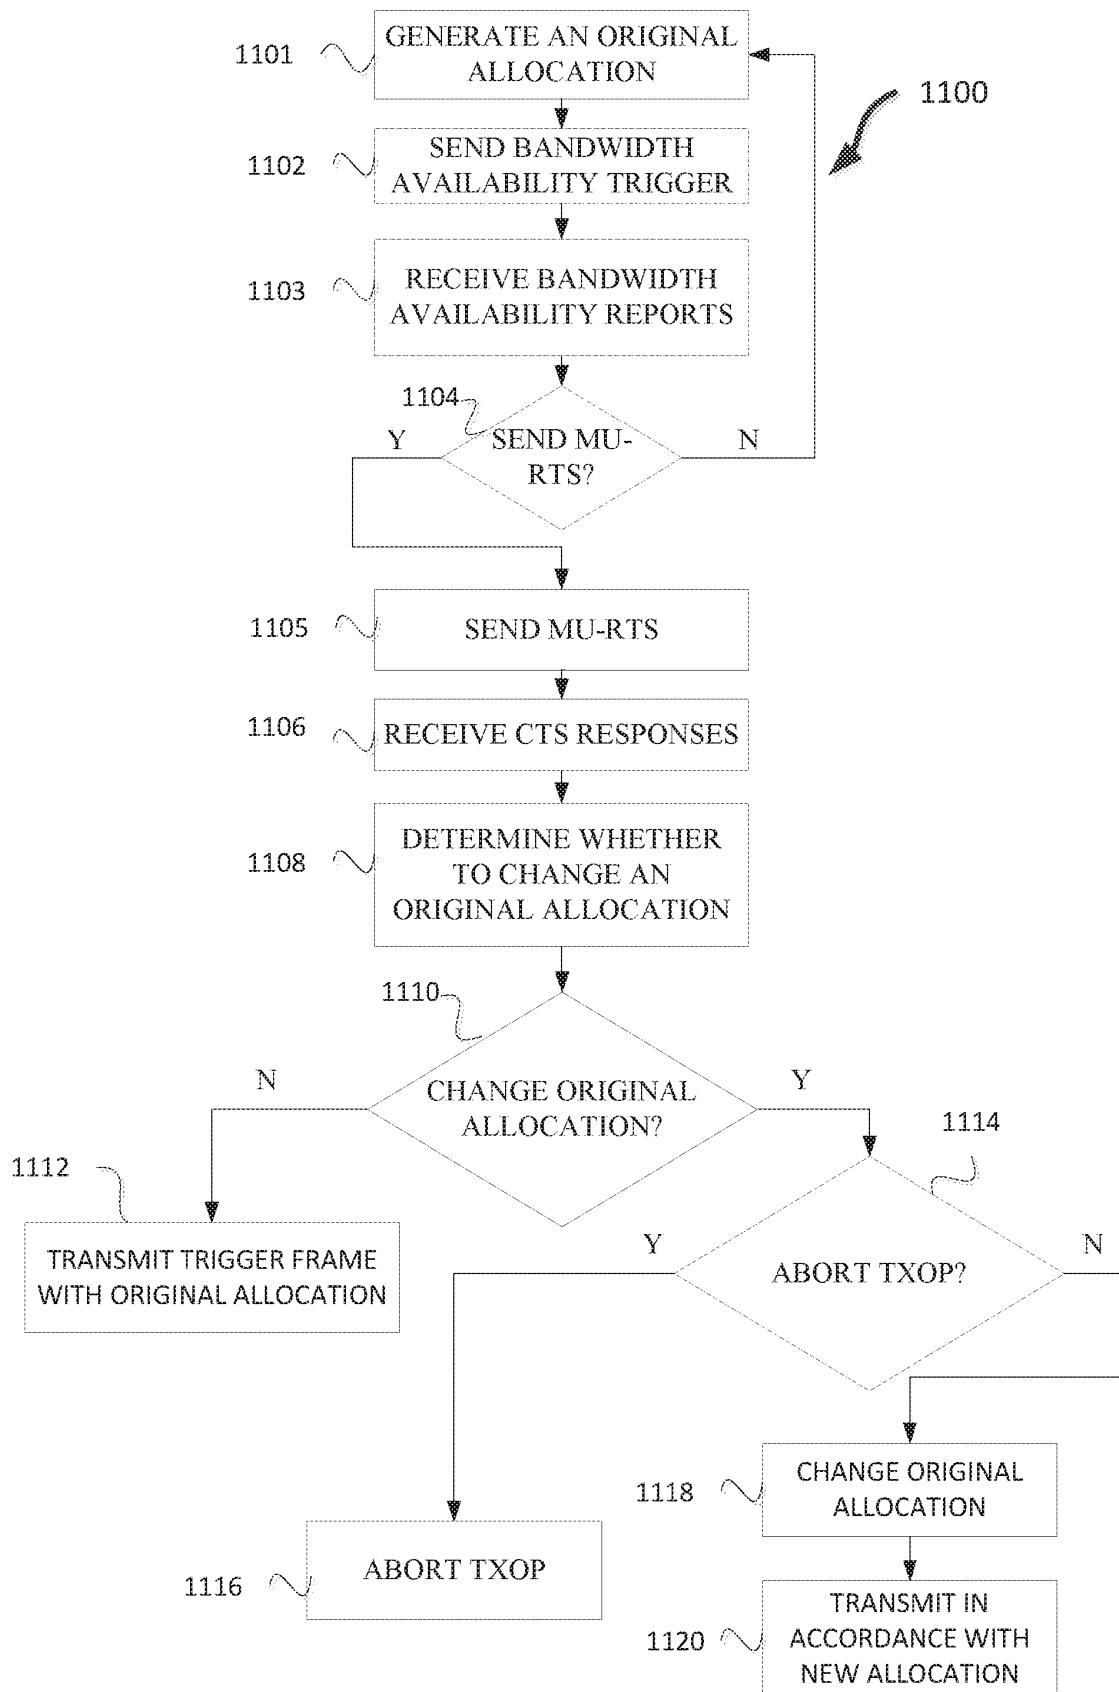 1101
GENERATE AN ORIGINAL
ALLOCATION
1100
1102
SEND BANDWIDTH
AVAILABILITY TRIGGER
1103
RECEIVE BANDWIDTH
AVAILABILITY REPORTS
1104
Y
SEND MU-
RTS?
N
1105
SEND MU-RTS
1106
RECEIVE CTS RESPONSES
1108
DETERMINE WHETHER
TO CHANGE AN
ORIGINAL ALLOCATION
1110
N
CHANGE ORIGINAL
ALLOCATION?
Y
1114
1112
TRANSMIT TRIGGER FRAME
WITH ORIGINAL ALLOCATION
Y
ABORT TXOP?
N
1118
CHANGE ORIGINAL
ALLOCATION
1116
ABORT TXOP
1120
TRANSMIT IN
ACCORDANCE WITH
NEW ALLOCATION